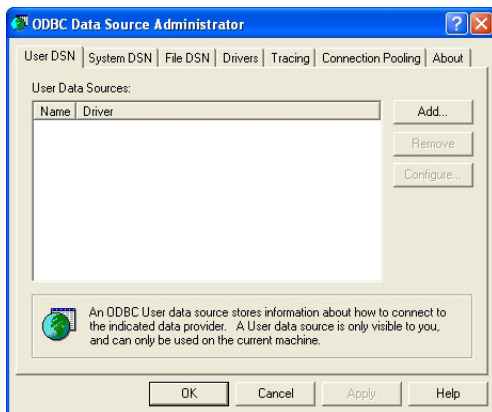 ODBC Data Source Administrator
User DSN System DSN File DSN Drivers Tracing Connection Pooling About
User Data Sources:
Name Driver
Add...
Remove
Configure...
An ODBC User data source stores information about how to connect to
the indicated data provider. A User data source is only visible to you,
and can only be used on the current machine.
OK Cancel Apply Help